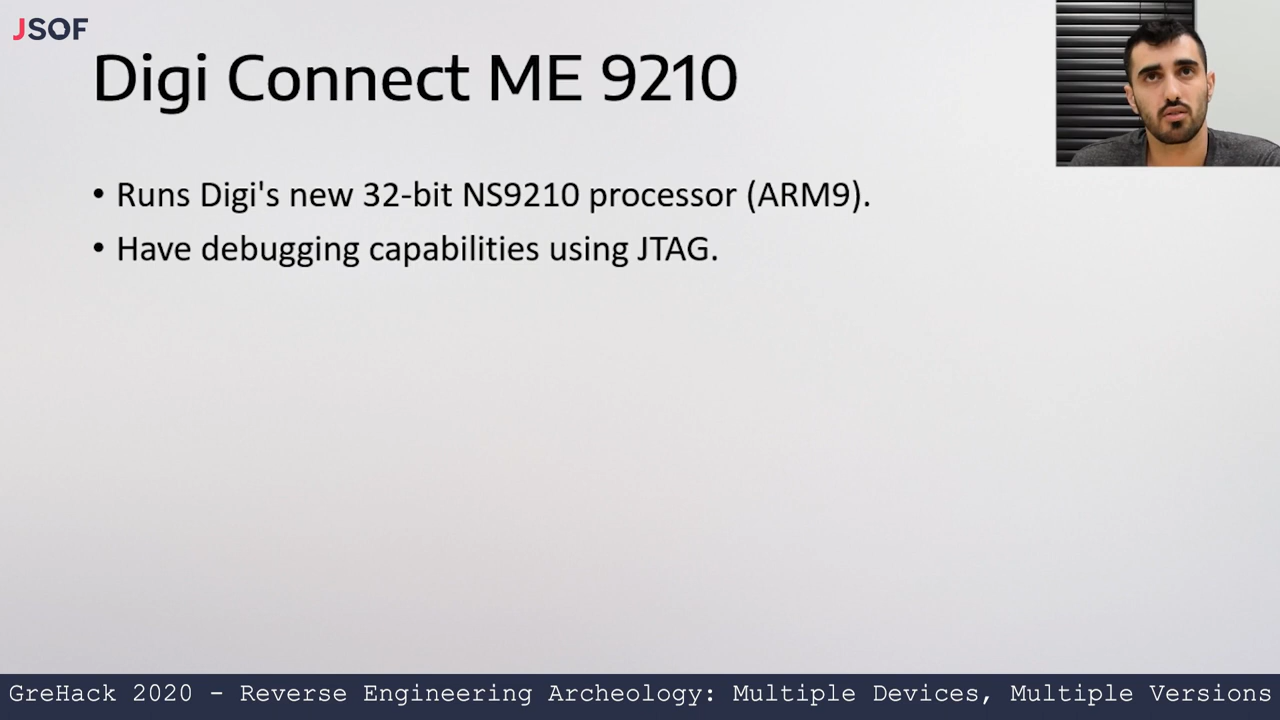 JSOF
Digi Connect ME 9210
• Runs Digi's new 32-bit NS9210 processor (ARM9).
• Have debugging capabilities using JTAG.
GreHack 2020 - Reverse Engineering Archeology: Multiple Devices, Multiple Versions